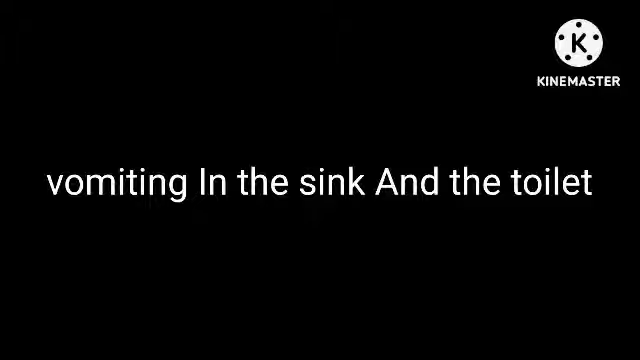 K
KINEMASTER
vomiting In the sink And the toilet